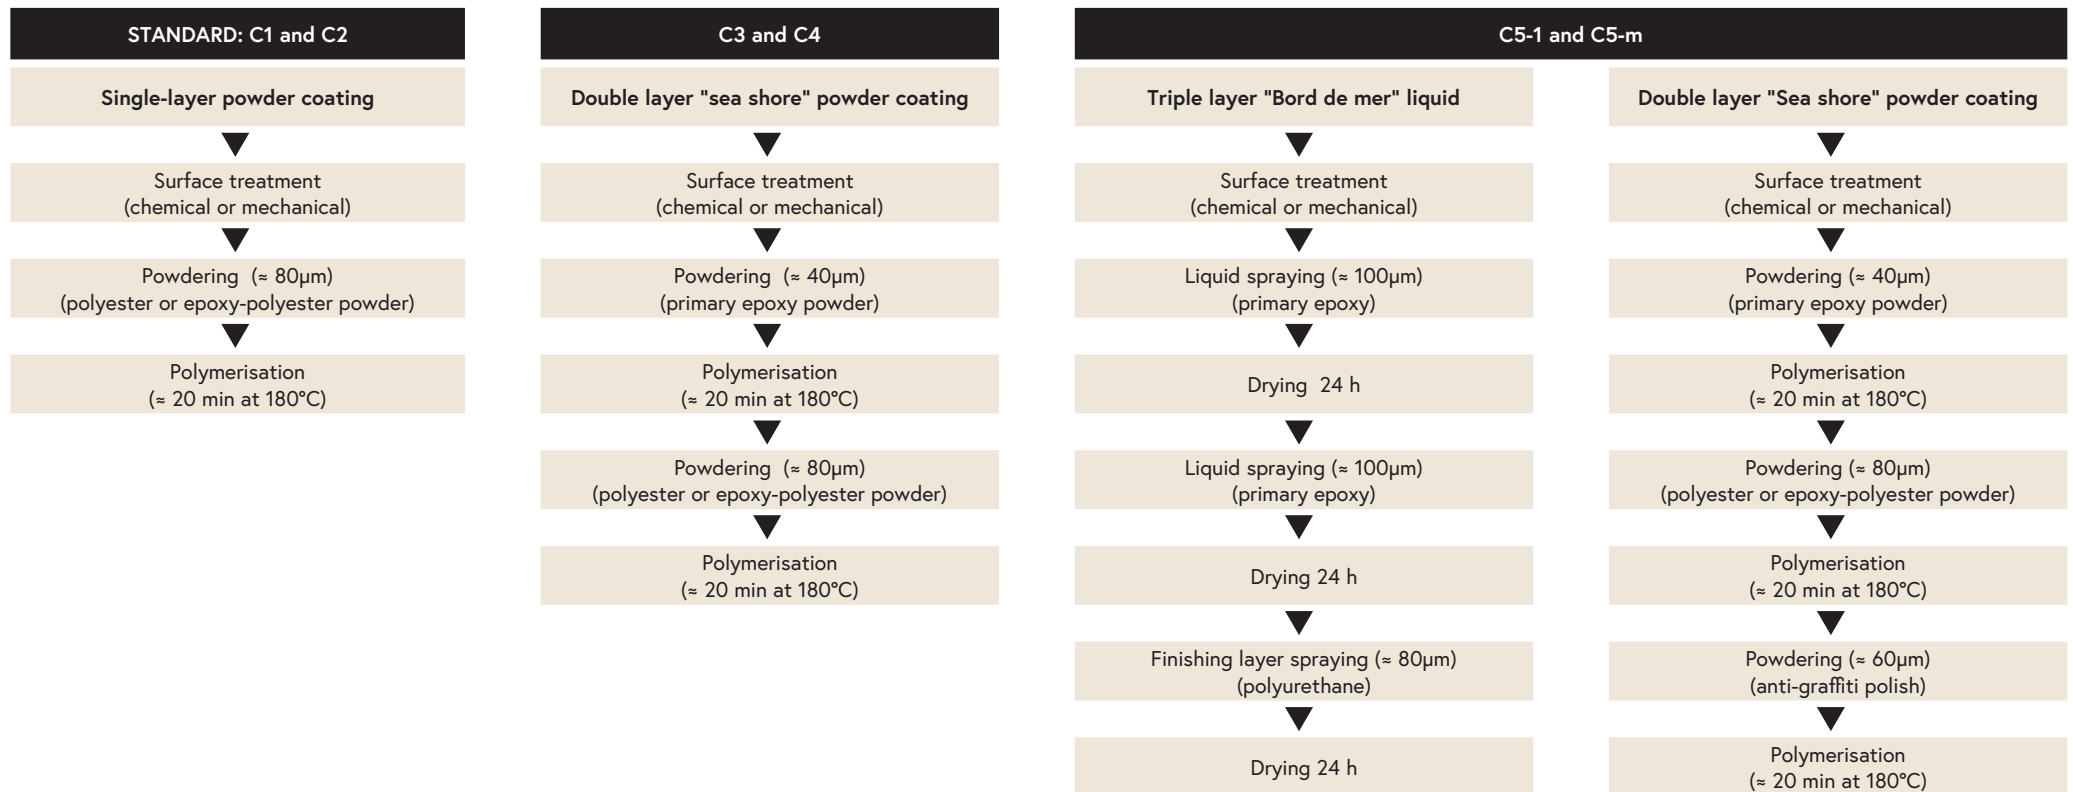 STANDARD: C1 and C2
Single-layer powder coating
Surface treatment
(chemical or mechanical)
Powdering (≈ 80µm)
(polyester or epoxy-polyester powder)
Polymerisation
(≈ 20 min at 180°C)
C3 and C4
Double layer "sea shore" powder coating
Surface treatment
(chemical or mechanical)
Powdering (≈ 40µm)
(primary epoxy powder)
Polymerisation
(≈ 20 min at 180°C)
Powdering (≈ 80µm)
(polyester or epoxy-polyester powder)
Polymerisation
(≈ 20 min at 180°C)
C5-1 and C5-m
Triple layer "Bord de mer" liquid
Surface treatment
(chemical or mechanical)
Liquid spraying (≈ 100µm)
(primary epoxy)
Drying 24 h
Liquid spraying (≈ 100µm)
(primary epoxy)
Drying 24 h
Finishing layer spraying (≈ 80µm)
(polyurethane)
Drying 24 h
Double layer "Sea shore" powder coating
Surface treatment
(chemical or mechanical)
Powdering (≈ 40µm)
(primary epoxy powder)
Polymerisation
(≈ 20 min at 180°C)
Powdering (≈ 80µm)
(polyester or epoxy-polyester powder)
Polymerisation
(≈ 20 min at 180°C)
Powdering (≈ 60µm)
(anti-graffiti polish)
Polymerisation
(≈ 20 min at 180°C)